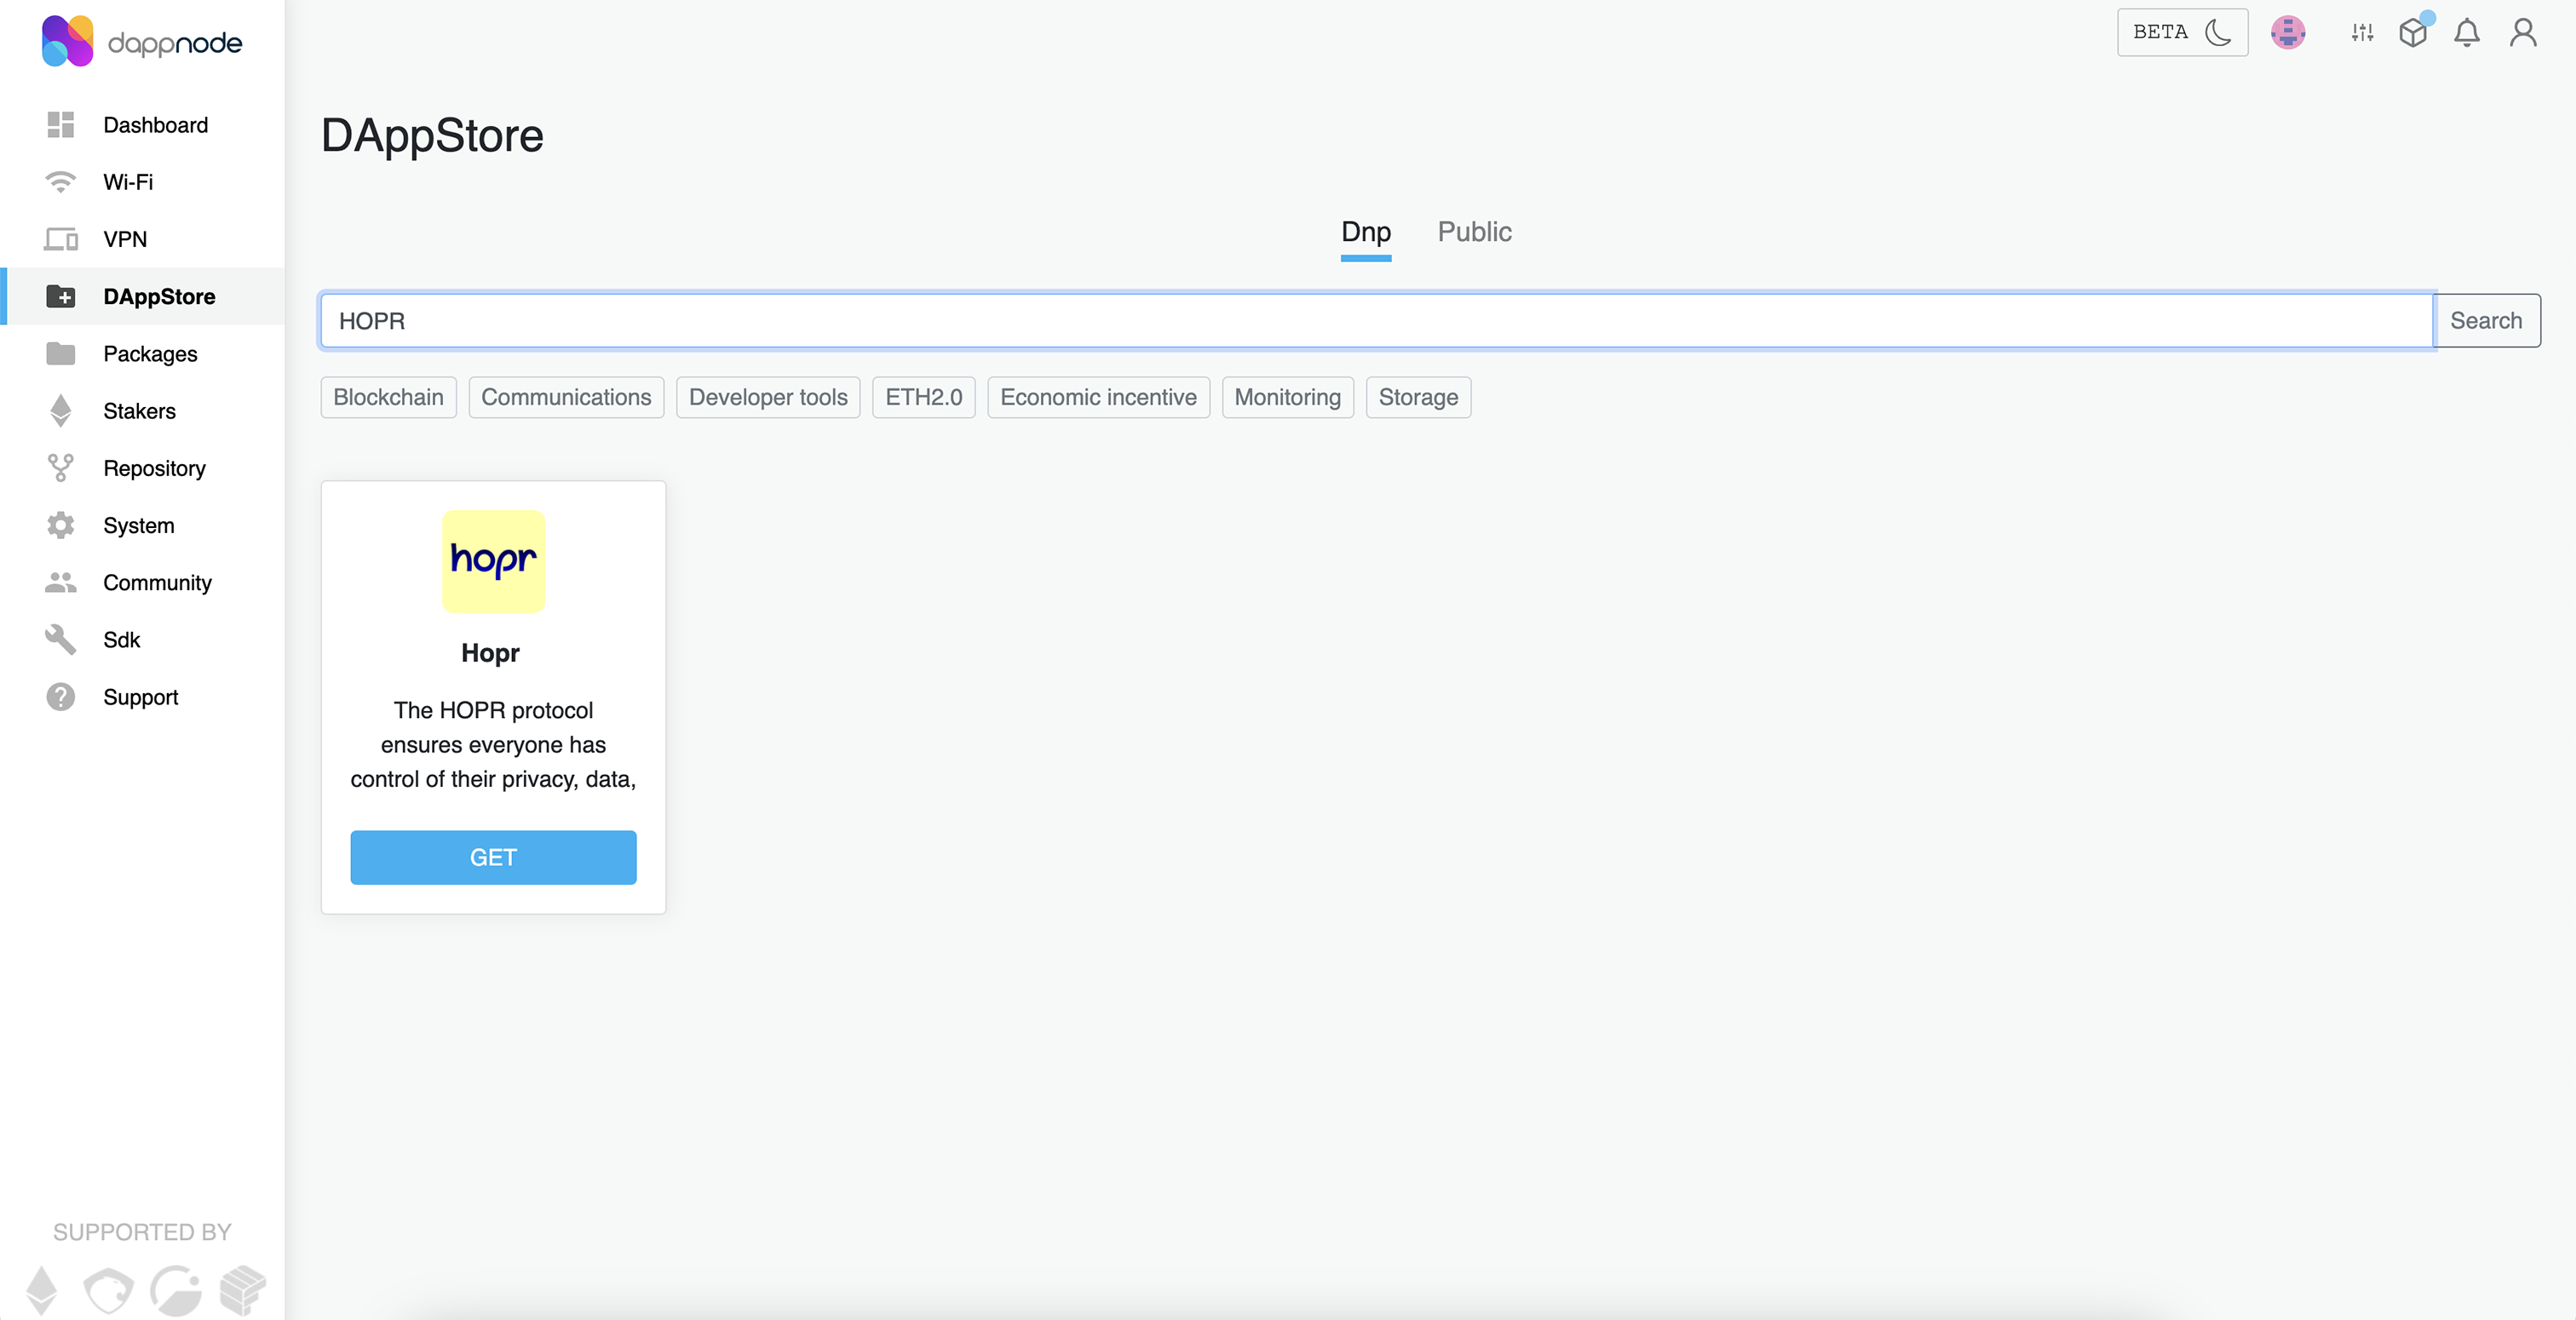 dappnode
BETA
Dashboard
Wi-Fi
VPN
DAppStore
Packages
Stakers
Repository
System
Community
Sdk
Support
SUPPORTED BY
DAppStore
Dnp Public
HOPR Search
Blockchain Communications Developer tools ETH2.0 Economic incentive Monitoring Storage
hopr
Hopr
The HOPR protocol
ensures everyone has
control of their privacy, data,
GET